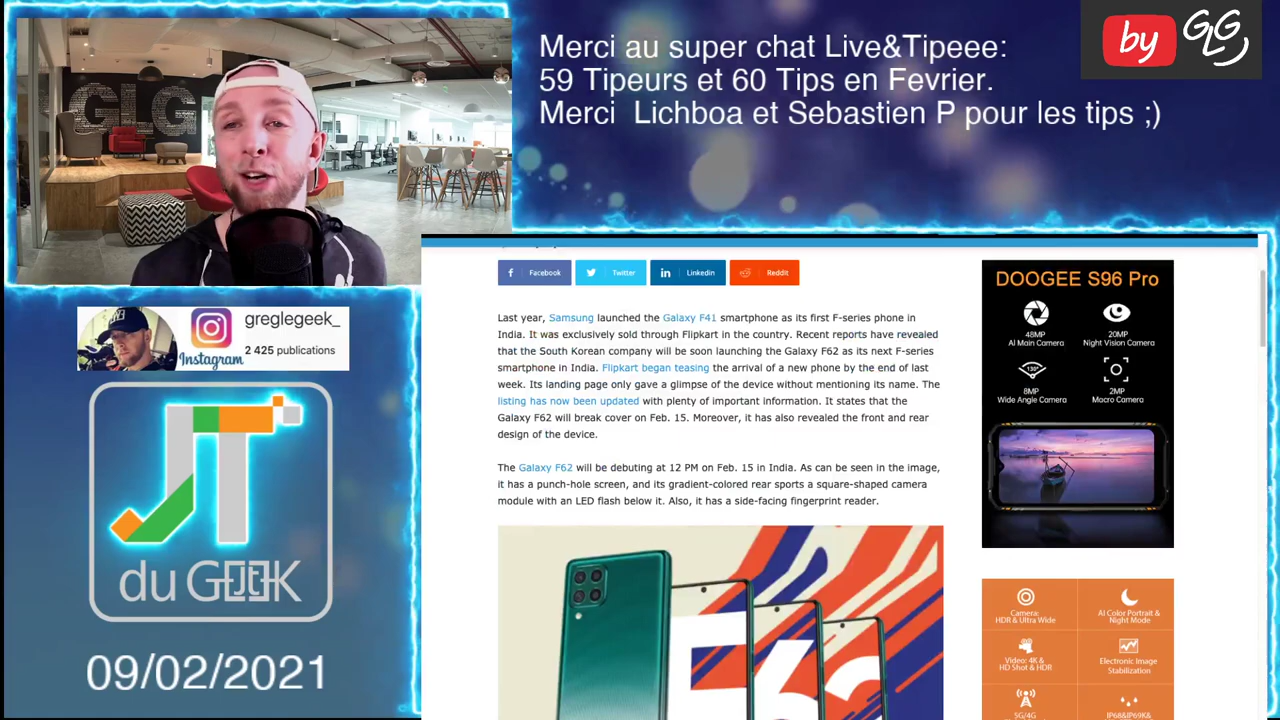 GLG
Merci au super chat Live&Tipeee:
59 Tipeurs et 60 Tips en Fevrier.
Merci Lichboa et Sebastien P pour les tips ;)
by GLG
Instagram
greglegeek_
2 425 publications
JT
du GEEK
09/02/2021
Facebook
Twitter
Linkedin
Reddit
Last year, Samsung launched the Galaxy F41 smartphone as its first F-series phone in
India. It was exclusively sold through Flipkart in the country. Recent reports have revealed
that the South Korean company will be soon launching the Galaxy F62 as its next F-series
smartphone in India. Flipkart began teasing the arrival of a new phone by the end of last
week. Its landing page only gave a glimpse of the device without mentioning its name. The
listing has now been updated with plenty of important information. It states that the
Galaxy F62 will break cover on Feb. 15. Moreover, it has also revealed the front and rear
design of the device.
The Galaxy F62 will be debuting at 12 PM on Feb. 15 in India. As can be seen in the image,
it has a punch-hole screen, and its gradient-colored rear sports a square-shaped camera
module with an LED flash below it. Also, it has a side-facing fingerprint reader.
DOOGEE S96 Pro
48MP
AI Main Camera
20MP
Night Vision Camera
130°
8MP
Wide Angle Camera
2MP
Macro Camera
Camera:
HDR & Ultra Wide
AI Color Portrait &
Night Mode
Video: 4K &
HD Shot & HDR
Electronic Image
Stabilization
5G/4G
IP68&IP69K&